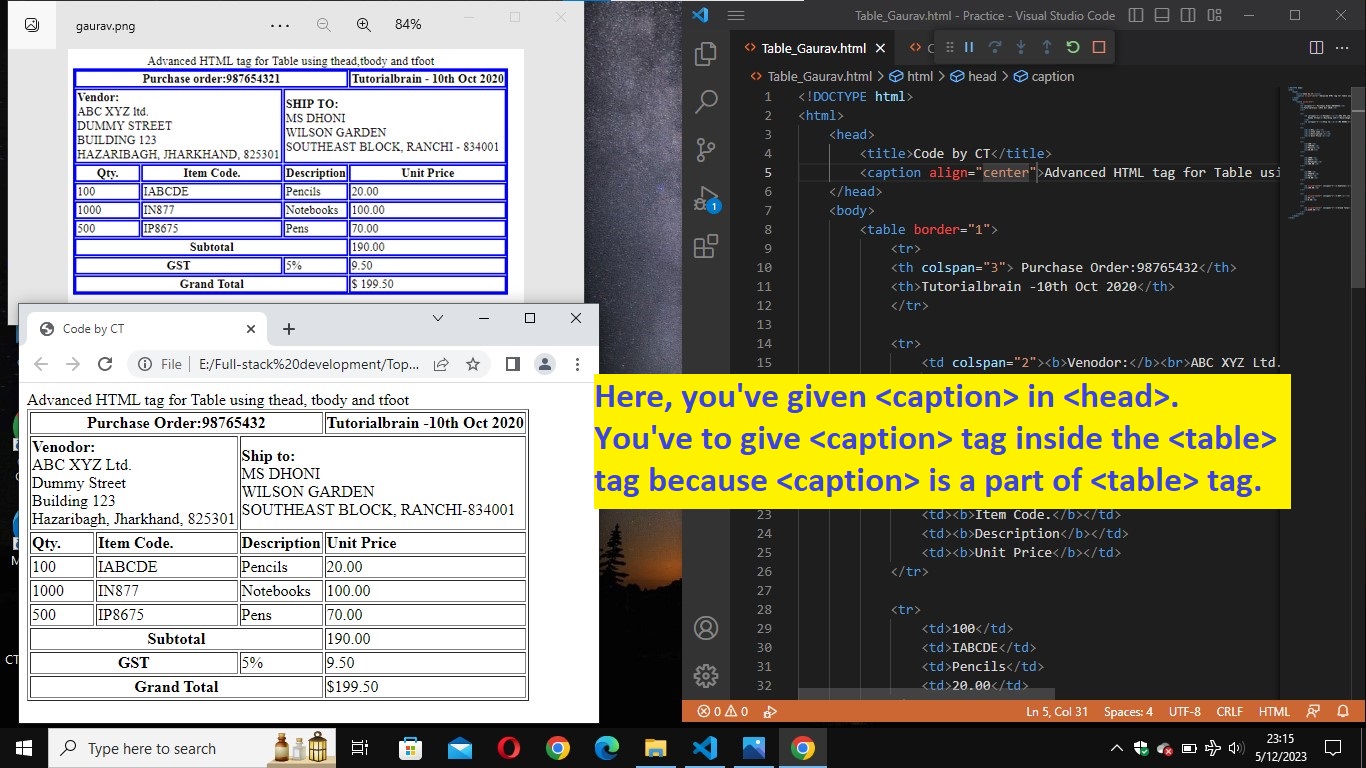 gaurav.png
84%
Advanced HTML tag for Table using thead,tbody and tfoot
Purchase order:987654321 Tutorialbrain - 10th Oct 2020
Vendor:
ABC XYZ ltd.
DUMMY STREET
BUILDING 123
HAZARIBAGH, JHARKHAND, 825301
SHIP TO:
MS DHONI
WILSON GARDEN
SOUTHEAST BLOCK, RANCHI - 834001
Qty. Item Code. Description Unit Price
100 IABCDE Pencils 20.00
1000 IN877 Notebooks 100.00
500 IP8675 Pens 70.00
Subtotal 190.00
GST 5% 9.50
Grand Total $ 199.50
Code by CT
File E:/Full-stack%20development/Top...
Advanced HTML tag for Table using thead, tbody and tfoot
Purchase Order:98765432 Tutorialbrain -10th Oct 2020
Venodor:
ABC XYZ Ltd.
Dummy Street
Building 123
Hazaribagh, Jharkhand, 825301
Ship to:
MS DHONI
WILSON GARDEN
SOUTHEAST BLOCK, RANCHI-834001
Qty. Item Code. Description Unit Price
100 IABCDE Pencils 20.00
1000 IN877 Notebooks 100.00
500 IP8675 Pens 70.00
Subtotal 190.00
GST 5% 9.50
Grand Total $199.50
Table_Gaurav.html - Practice - Visual Studio Code
Table_Gaurav.html
Table_Gaurav.html > html > head > caption
1 <!DOCTYPE html>
2 <html>
3 <head>
4 <title>Code by CT</title>
5 <caption align="center">Advanced HTML tag for Table usi
6 </head>
7 <body>
8 <table border="1">
9 <tr>
10 <th colspan="3"> Purchase Order:98765432</th>
11 <th>Tutorialbrain -10th Oct 2020</th>
12 </tr>
13
14 <tr>
15 <td colspan="2"><b>Venodor:</b><br>ABC XYZ Ltd.
Here, you've given <caption> in <head>.
You've to give <caption> tag inside the <table>
tag because <caption> is a part of <table> tag.
23 <td><b>Item Code.</b></td>
24 <td><b>Description</b></td>
25 <td><b>Unit Price</b></td>
26 </tr>
27
28 <tr>
29 <td>100</td>
30 <td>IABCDE</td>
31 <td>Pencils</td>
32 <td>20.00</td>
1
0 0 Ln 5, Col 31 Spaces: 4 UTF-8 CRLF HTML
CT
Type here to search
23:15
5/12/2023